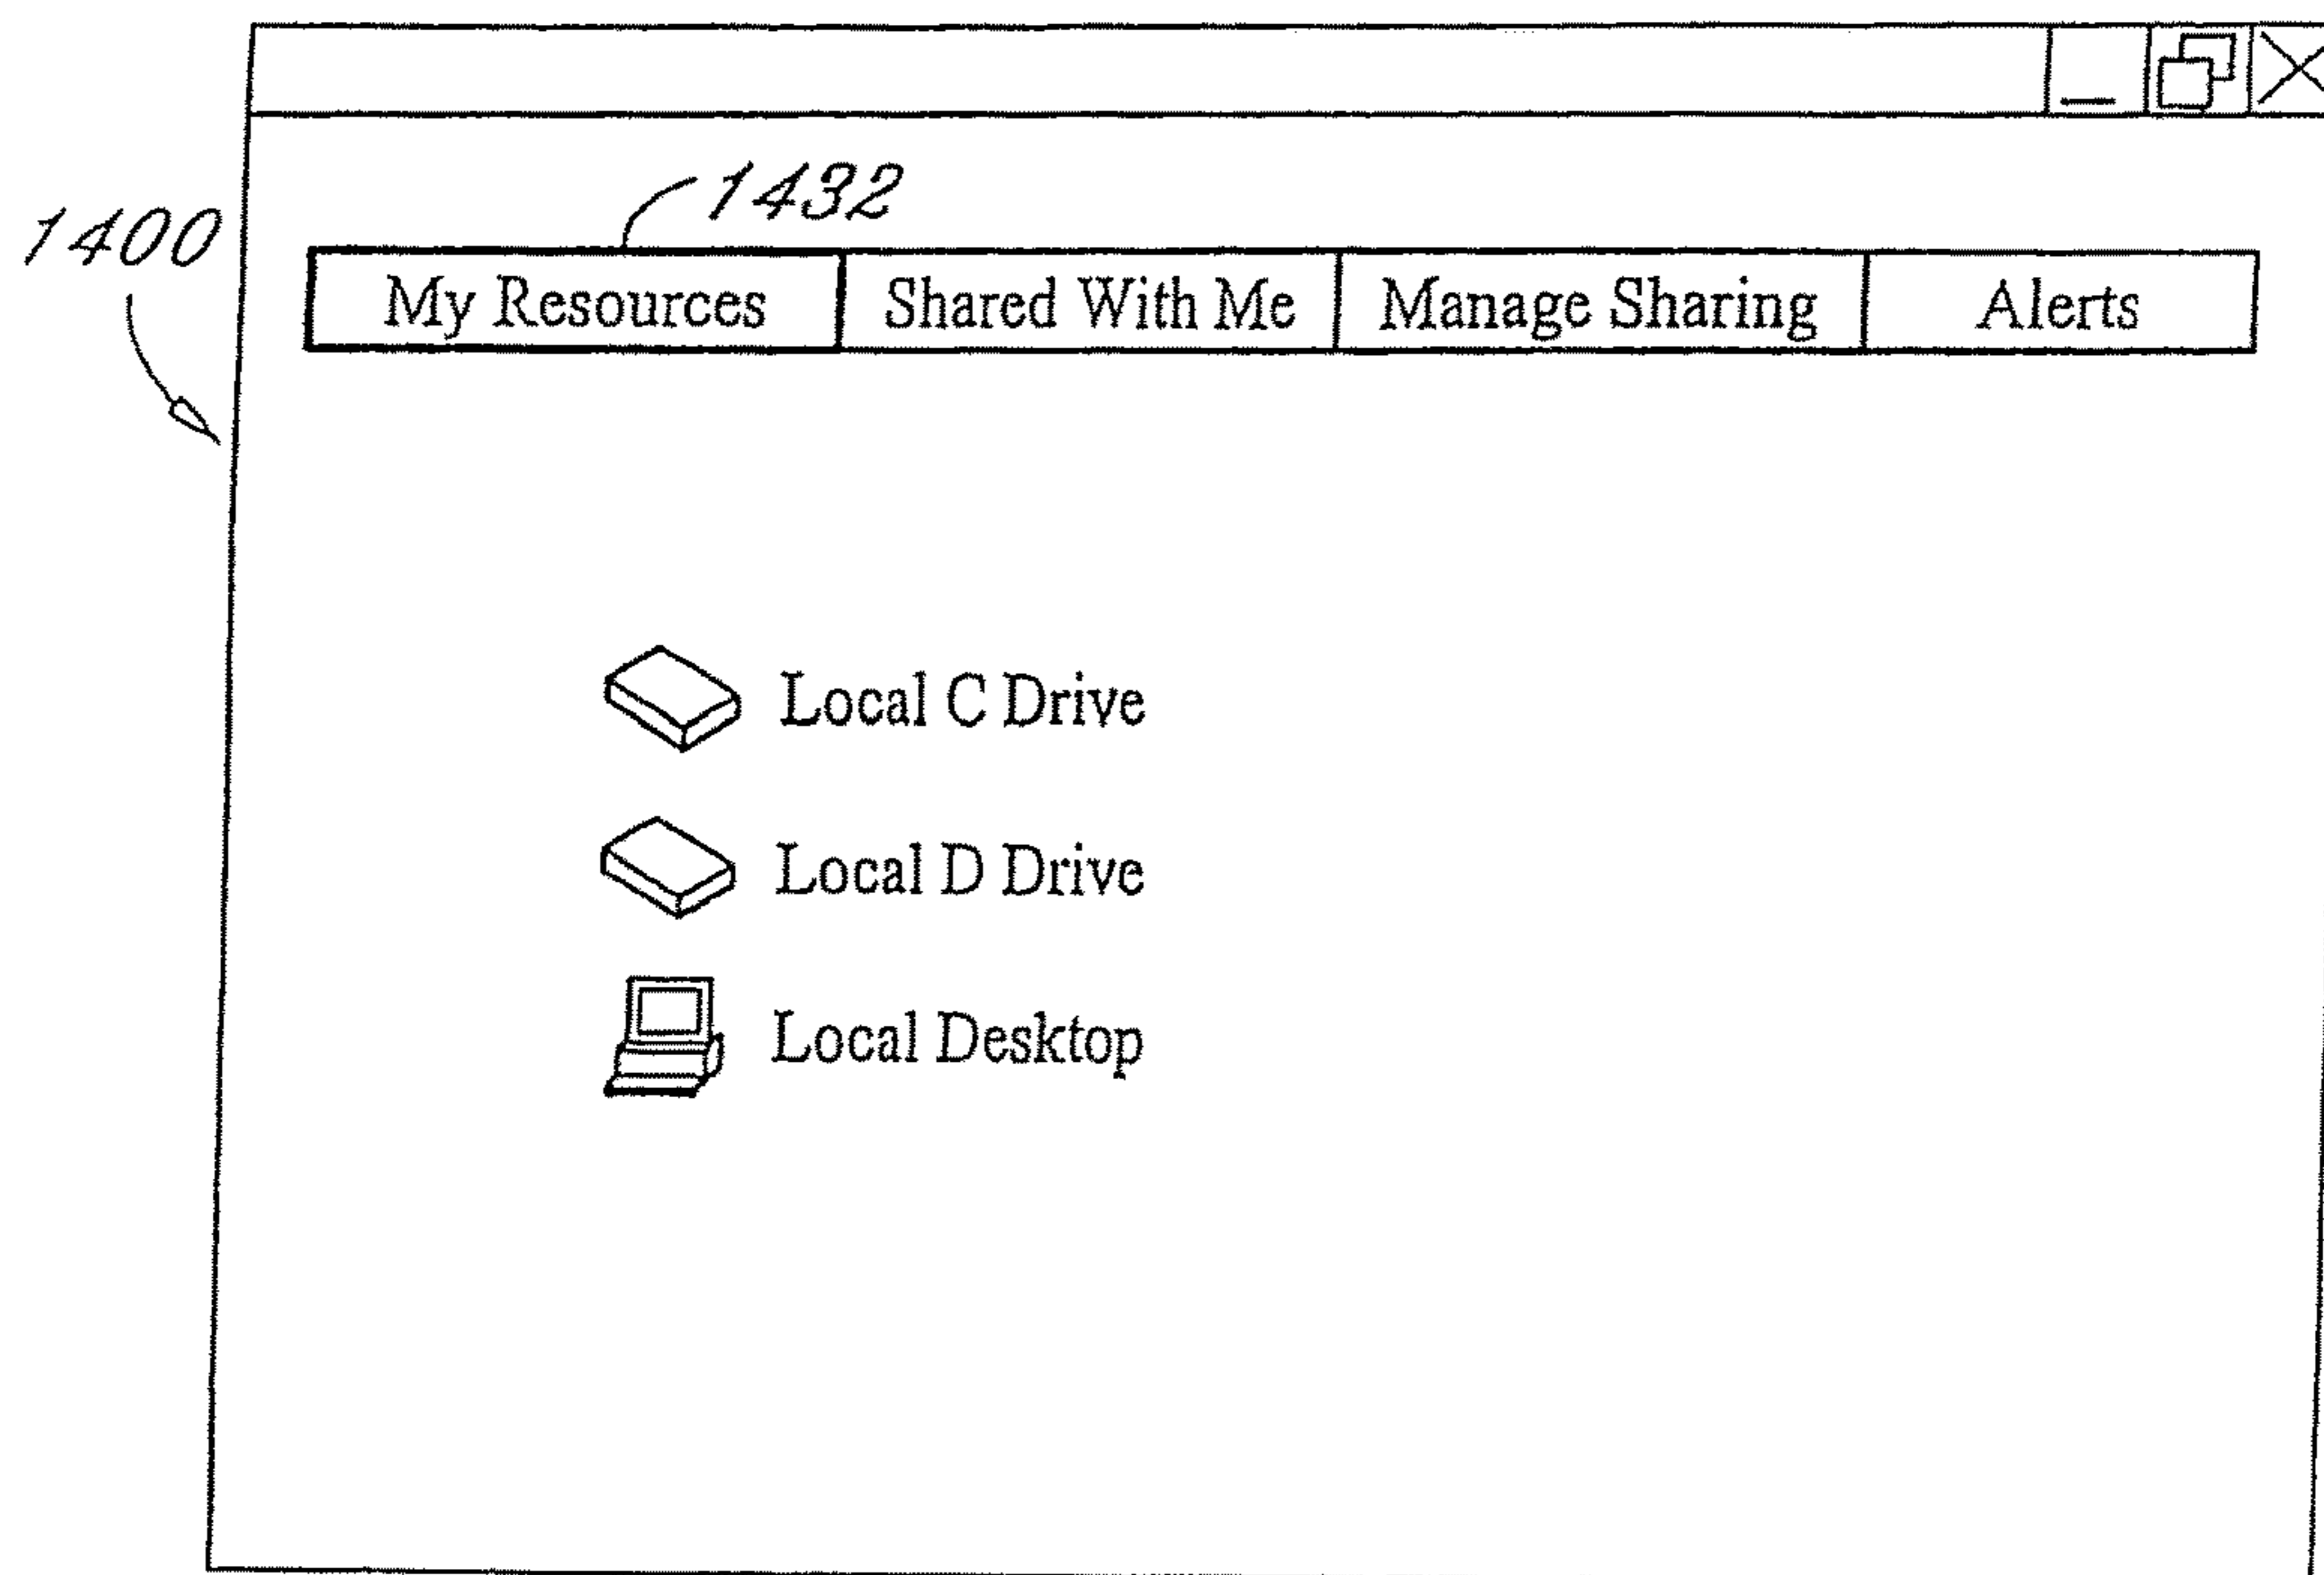 1432
1400
My Resources Shared With Me Manage Sharing Alerts
Local C Drive
Local D Drive
Local Desktop